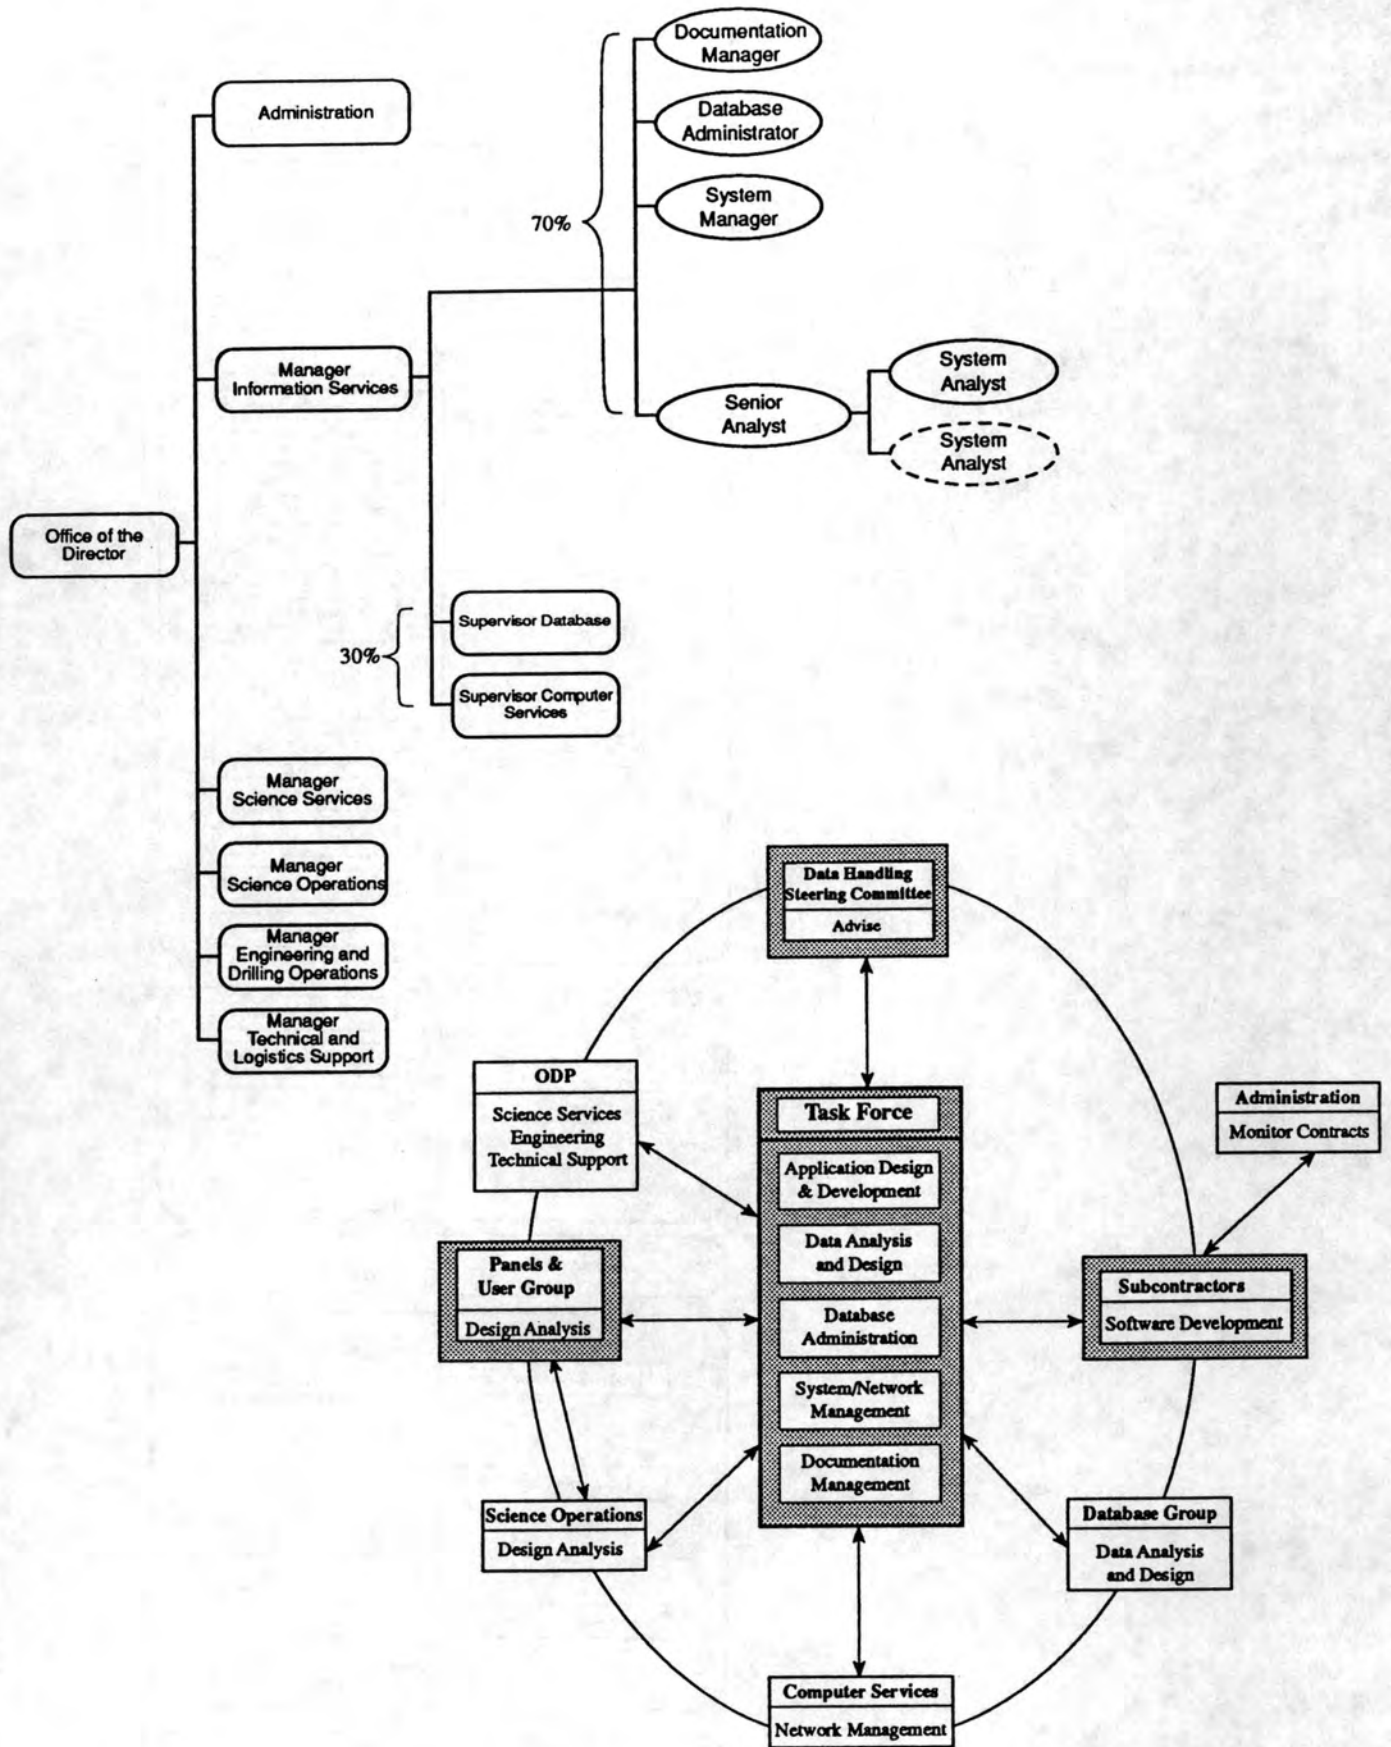 Documentation
Manager
Database
Administrator
System
Manager
70%
Administration
Manager
Information Services
System
Analyst
Senior
Analyst
System
Analyst
Office of the
Director
Supervisor Database
30%
Supervisor Computer
Services
Manager
Science Services
Manager
Science Operations
Manager
Engineering and
Drilling Operations
Manager
Technical and
Logistics Support
Data Handling
Steering Committee
Advise
ODP
Science Services
Engineering
Technical Support
Task Force
Application Design
& Development
Data Analysis
and Design
Database
Administration
System/Network
Management
Documentation
Management
Administration
Monitor Contracts
Panels &
User Group
Design Analysis
Subcontractors
Software Development
Science Operations
Design Analysis
Database Group
Data Analysis
and Design
Computer Services
Network Management